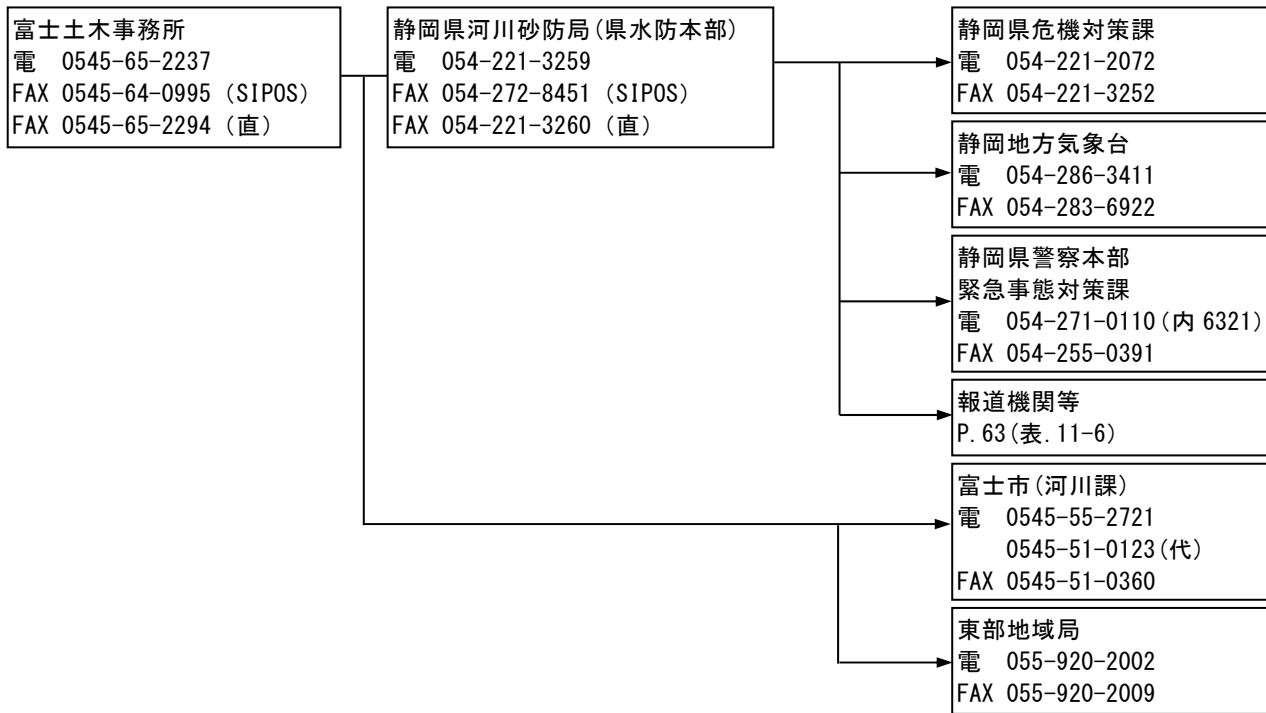 富士土木事務所
電 0545-65-2237
FAX 0545-64-0995 (SIPOS)
FAX 0545-65-2294 (直)
静岡県河川砂防局(県水防本部)
電 054-221-3259
FAX 054-272-8451 (SIPOS)
FAX 054-221-3260 (直)
静岡県危機対策課
電 054-221-2072
FAX 054-221-3252
静岡地方気象台
電 054-286-3411
FAX 054-283-6922
静岡県警察本部
緊急事態対策課
電 054-271-0110(内 6321)
FAX 054-255-0391
報道機関等
P.63(表.11-6)
富士市(河川課)
電 0545-55-2721
0545-51-0123(代)
FAX 0545-51-0360
東部地域局
電 055-920-2002
FAX 055-920-2009